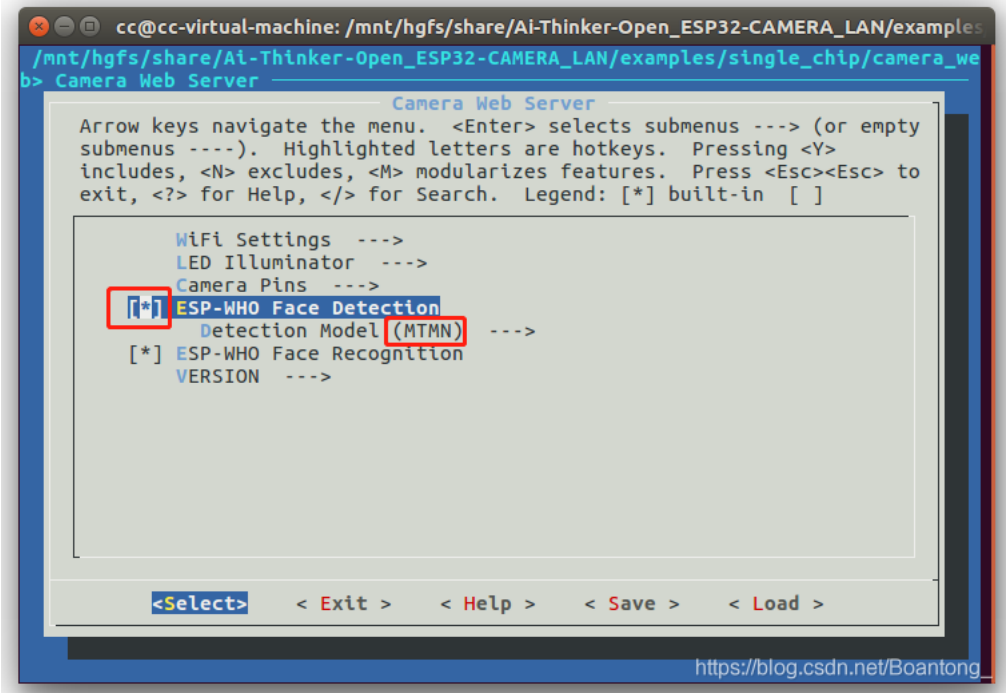 cc@cc-virtual-machine: /mnt/hgfs/share/Ai-Thinker-Open_ESP32-CAMERA_LAN/examples
/mnt/hgfs/share/Ai-Thinker-Open_ESP32-CAMERA_LAN/examples/single_chip/camera_we
b> Camera Web Server
Camera Web Server
Arrow keys navigate the menu.  <Enter> selects submenus ---> (or empty
submenus ----).  Highlighted letters are hotkeys.  Pressing <Y>
includes, <N> excludes, <M> modularizes features.  Press <Esc><Esc> to
exit, <?> for Help, </> for Search.  Legend: [*] built-in  [ ]
WiFi Settings  --->
LED Illuminator  --->
Camera Pins  --->
[*] ESP-WHO Face Detection
Detection Model (MTMN)  --->
[*] ESP-WHO Face Recognition
VERSION  --->
<Select>    < Exit >    < Help >    < Save >    < Load >
https://blog.csdn.net/Boantong_